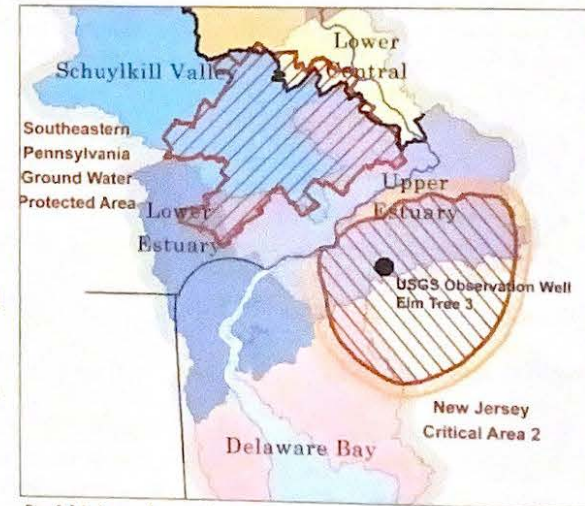 Lower
Central
Schuylkill Valley
Southeastern
Pennsylvania
Ground Water
Protected Area
Upper
Estuary
Lower
Estuary
USGS Observation Well
Elm Tree 3
New Jersey
Critical Area 2
Delaware Bay